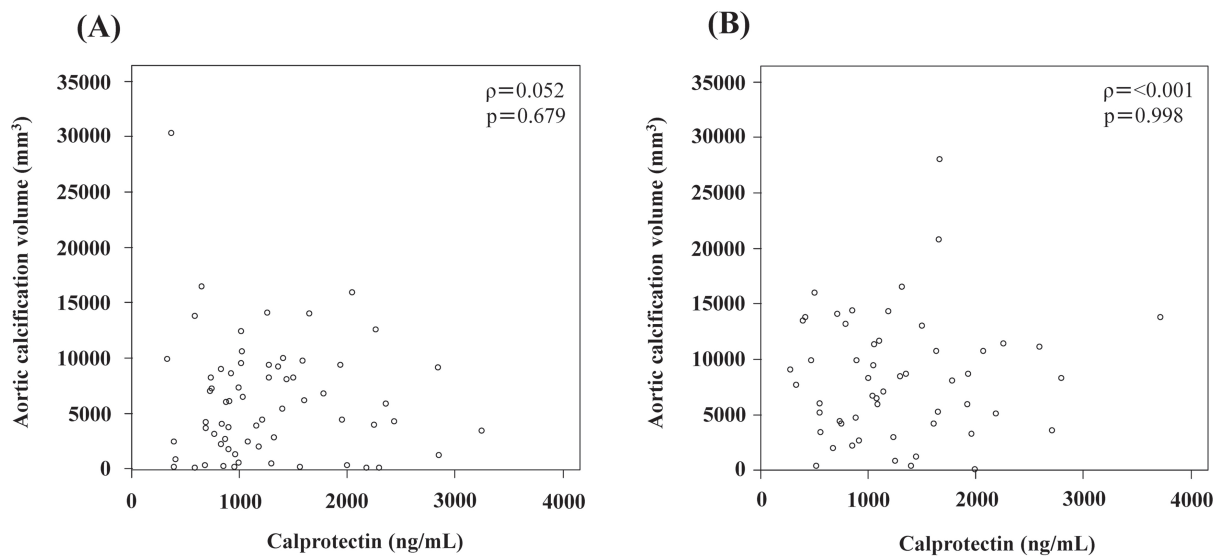 (A)
ρ=0.052
p=0.679
Aortic calcification volume (mm³)
35000
30000
25000
20000
15000
10000
5000
0
0 1000 2000 3000 4000
Calprotectin (ng/mL)
(B)
ρ=<0.001
p=0.998
Aortic calcification volume (mm³)
35000
30000
25000
20000
15000
10000
5000
0
0 1000 2000 3000 4000
Calprotectin (ng/mL)